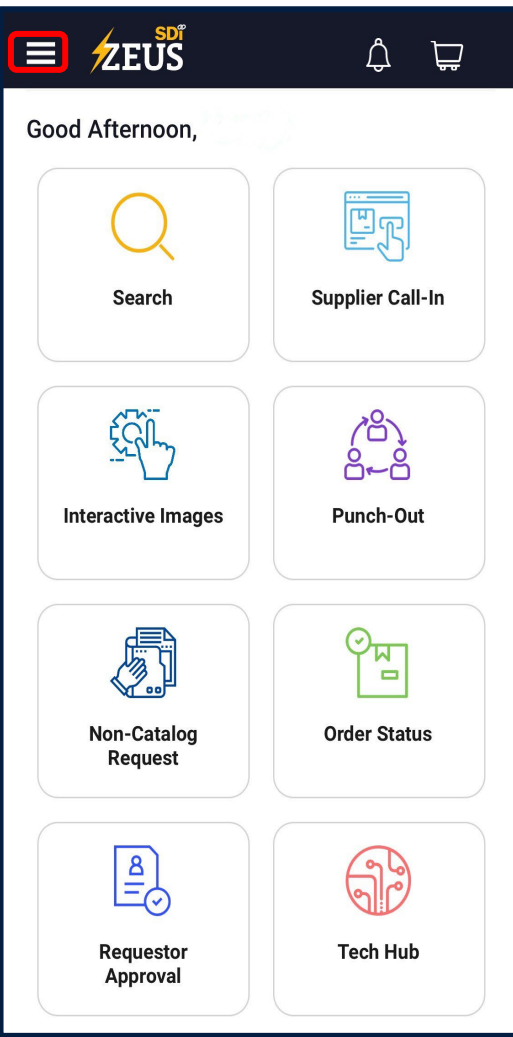 SDi
ZEUS
Good Afternoon,
Search
Supplier Call-In
Interactive Images
Punch-Out
Non-Catalog
Request
Order Status
Requestor
Approval
Tech Hub